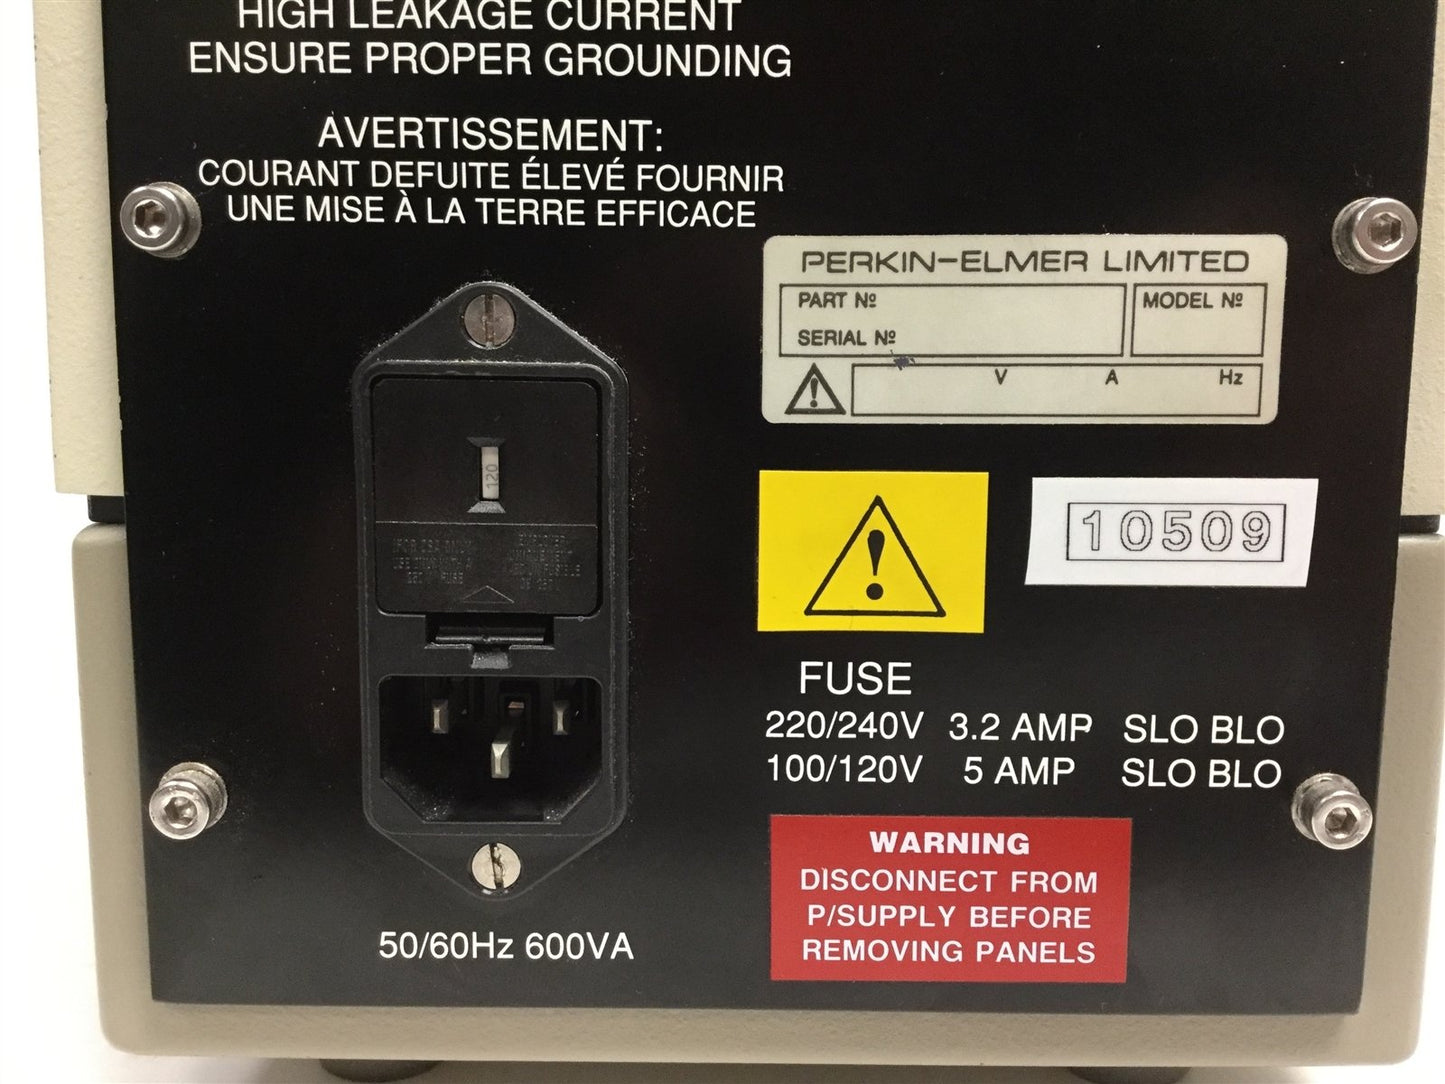 HIGH LEAKAGE CURRENT
ENSURE PROPER GROUNDING
AVERTISSEMENT:
COURANT DEFUITE ÉLEVÉ FOURNIR
UNE MISE À LA TERRE EFFICACE
PERKIN-ELMER LIMITED
PART Nº
MODEL Nº
SERIAL Nº
V A Hz
120
10509
FUSE
220/240V 3.2 AMP SLO BLO
100/120V 5 AMP SLO BLO
WARNING
DISCONNECT FROM
P/SUPPLY BEFORE
REMOVING PANELS
50/60Hz 600VA